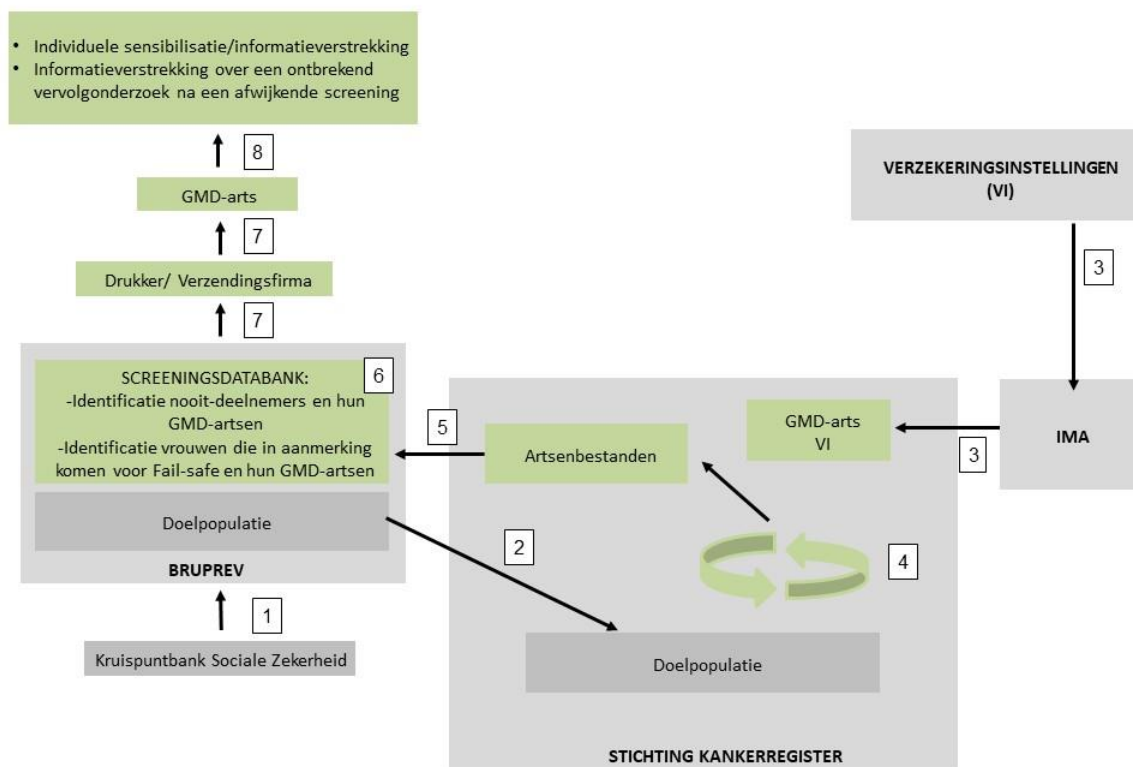 • Individuele sensibilisatie/informatieverstrekking
• Informatieverstrekking over een ontbrekend
vervolgonderzoek na een afwijkende screening
8
GMD-arts
7
Drukker/ Verzendingsfirma
7
SCREENINGSDATABANK:
6
-Identificatie nooit-deelnemers en hun
GMD-artsen
-Identificatie vrouwen die in aanmerking
komen voor Fail-safe en hun GMD-artsen
Doelpopulatie
BRUPREV
1
Kruispuntbank Sociale Zekerheid
2
5
Artsenbestanden
GMD-arts
VI
4
Doelpopulatie
STICHTING KANKERREGISTER
VERZEKERINGSINSTELLINGEN
(VI)
3
IMA
3